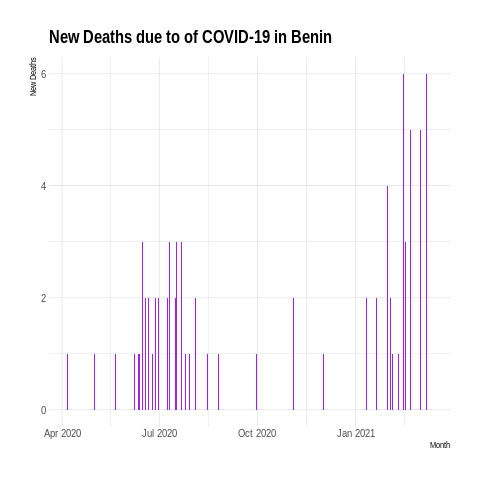 New Deaths due to of COVID-19 in Benin
New Deaths
6
4
2
0
Apr 2020 Jul 2020 Oct 2020 Jan 2021
Month